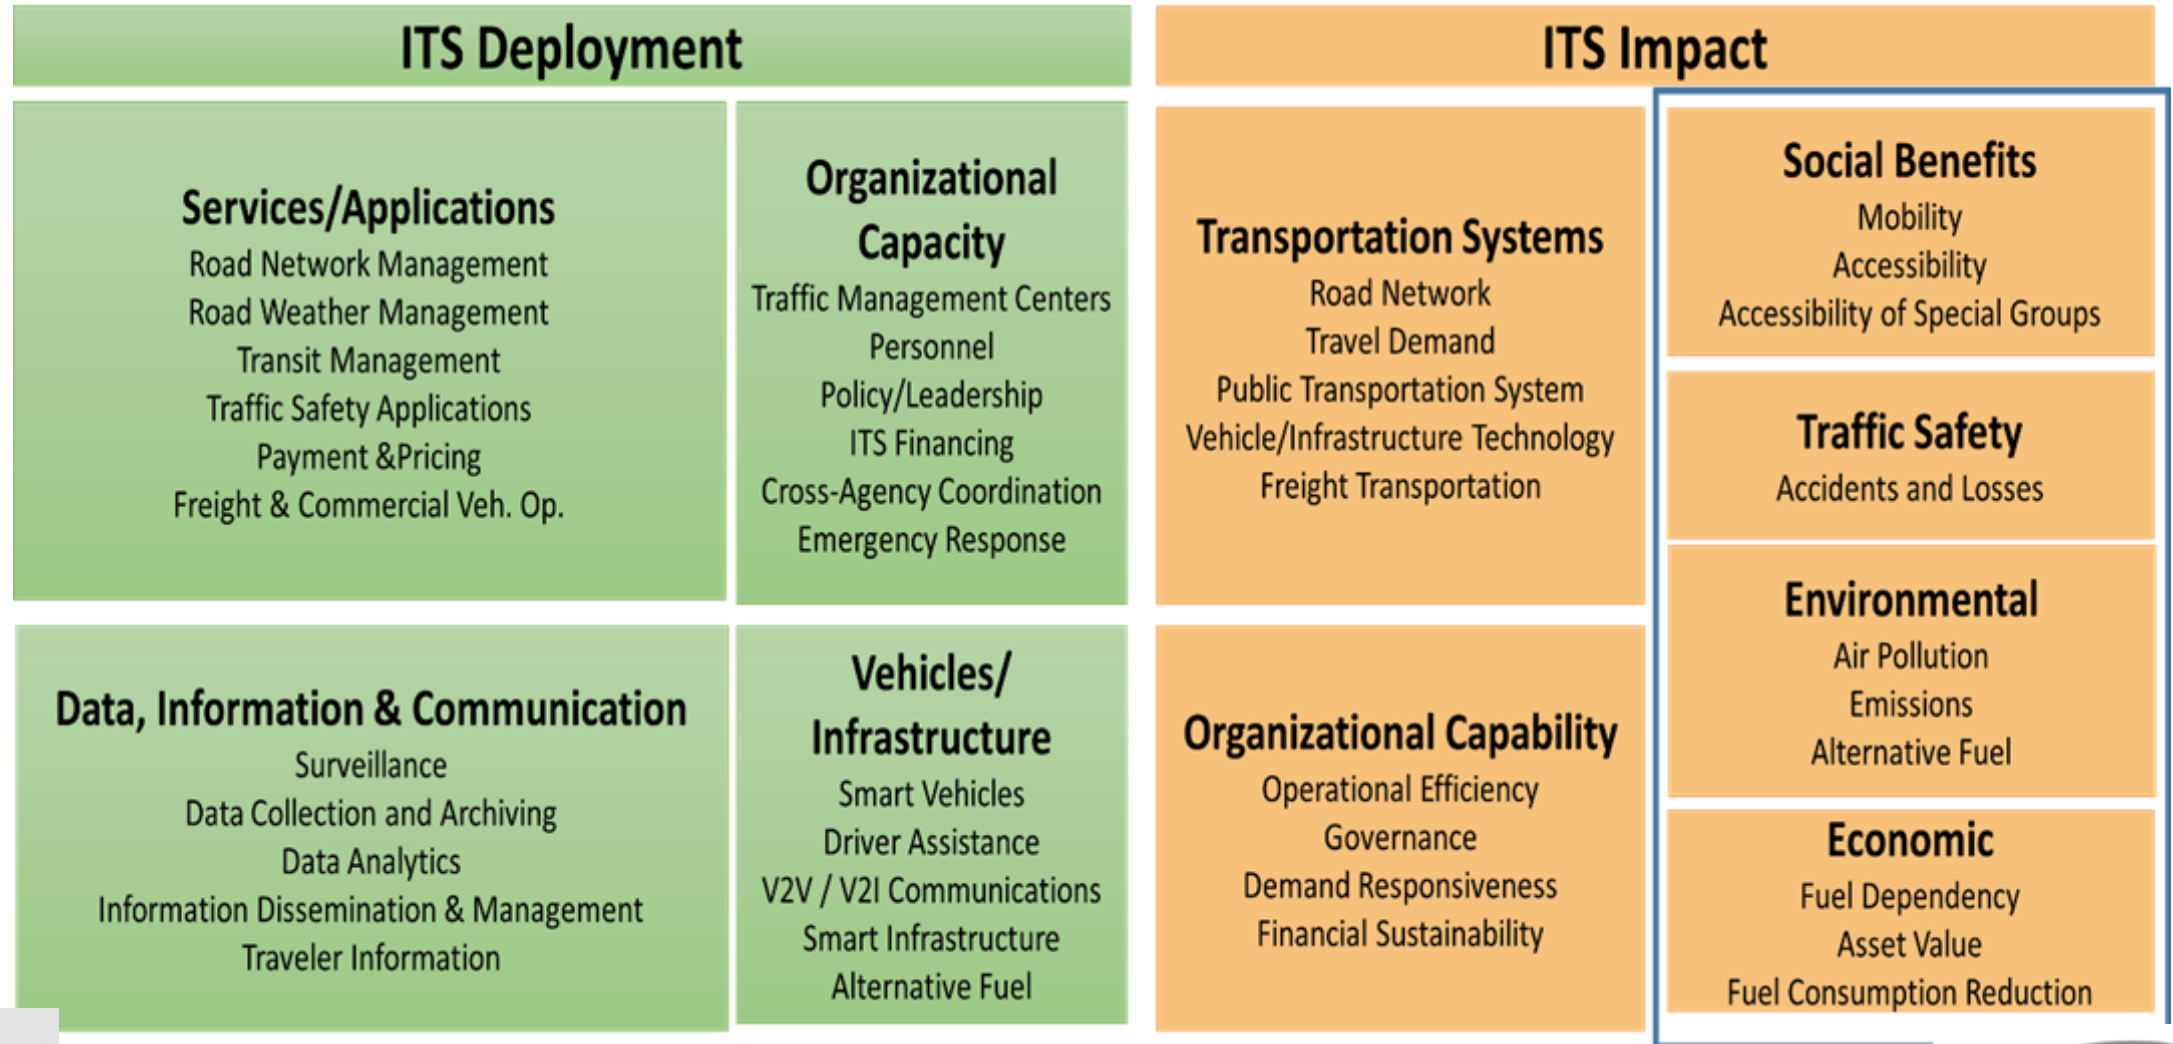 ITS Deployment
Services/Applications
Road Network Management
Road Weather Management
Transit Management
Traffic Safety Applications
Payment &Pricing
Freight & Commercial Veh. Op.
Organizational
Capacity
Traffic Management Centers
Personnel
Policy/Leadership
ITS Financing
Cross-Agency Coordination
Emergency Response
Data, Information & Communication
Surveillance
Data Collection and Archiving
Data Analytics
Information Dissemination & Management
Traveler Information
Vehicles/
Infrastructure
Smart Vehicles
Driver Assistance
V2V / V2I Communications
Smart Infrastructure
Alternative Fuel
ITS Impact
Transportation Systems
Road Network
Travel Demand
Public Transportation System
Vehicle/Infrastructure Technology
Freight Transportation
Organizational Capability
Operational Efficiency
Governance
Demand Responsiveness
Financial Sustainability
Social Benefits
Mobility
Accessibility
Accessibility of Special Groups
Traffic Safety
Accidents and Losses
Environmental
Air Pollution
Emissions
Alternative Fuel
Economic
Fuel Dependency
Asset Value
Fuel Consumption Reduction